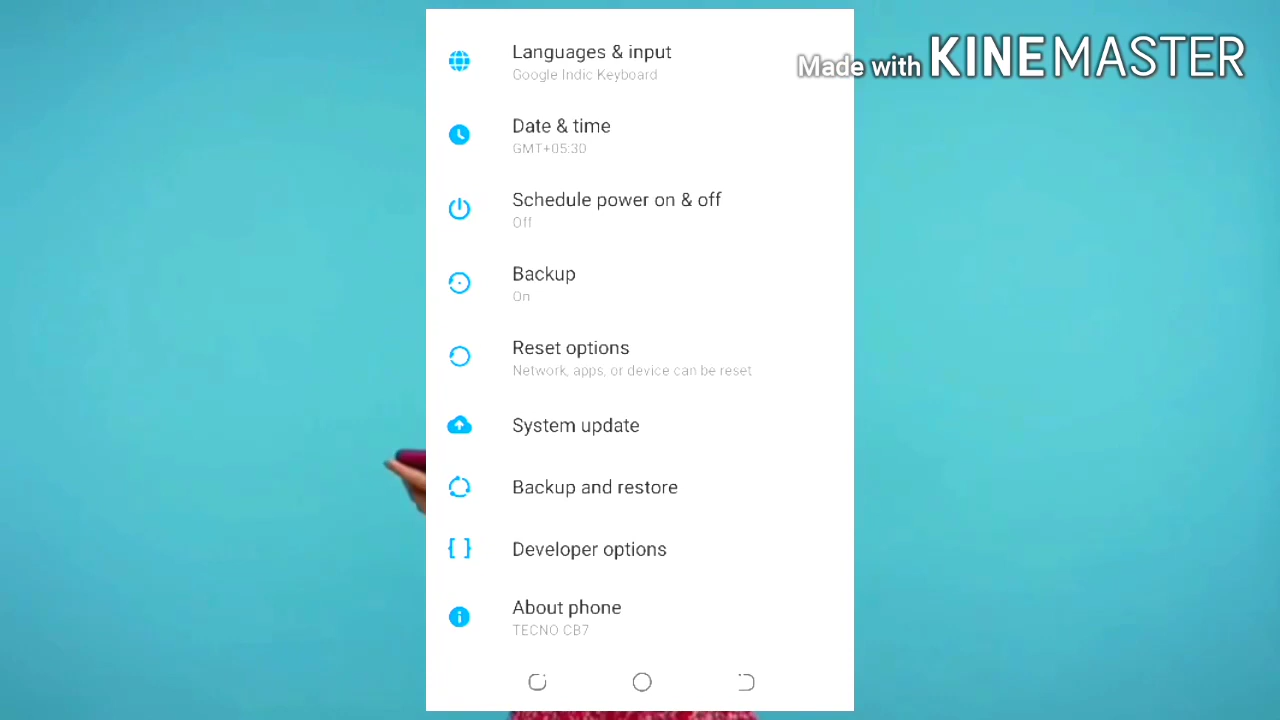 Languages & input
Google Indic Keyboard
Made with KINEMASTER
Date & time
GMT+05:30
Schedule power on & off
Off
Backup
On
Reset options
Network, apps, or device can be reset
System update
Backup and restore
Developer options
About phone
TECNO CB7